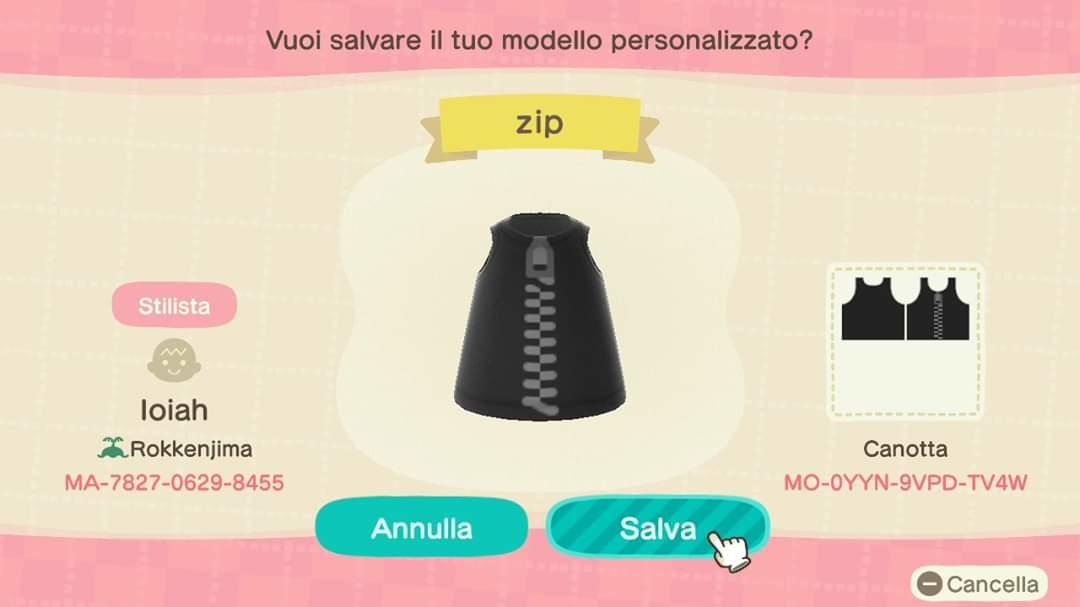 Vuoi salvare il tuo modello personalizzato?
zip
Stilista
Ioiah
Rokkenjima
MA-7827-0629-8455
Canotta
MO-0YYN-9VPD-TV4W
Annulla
Salva
Cancella